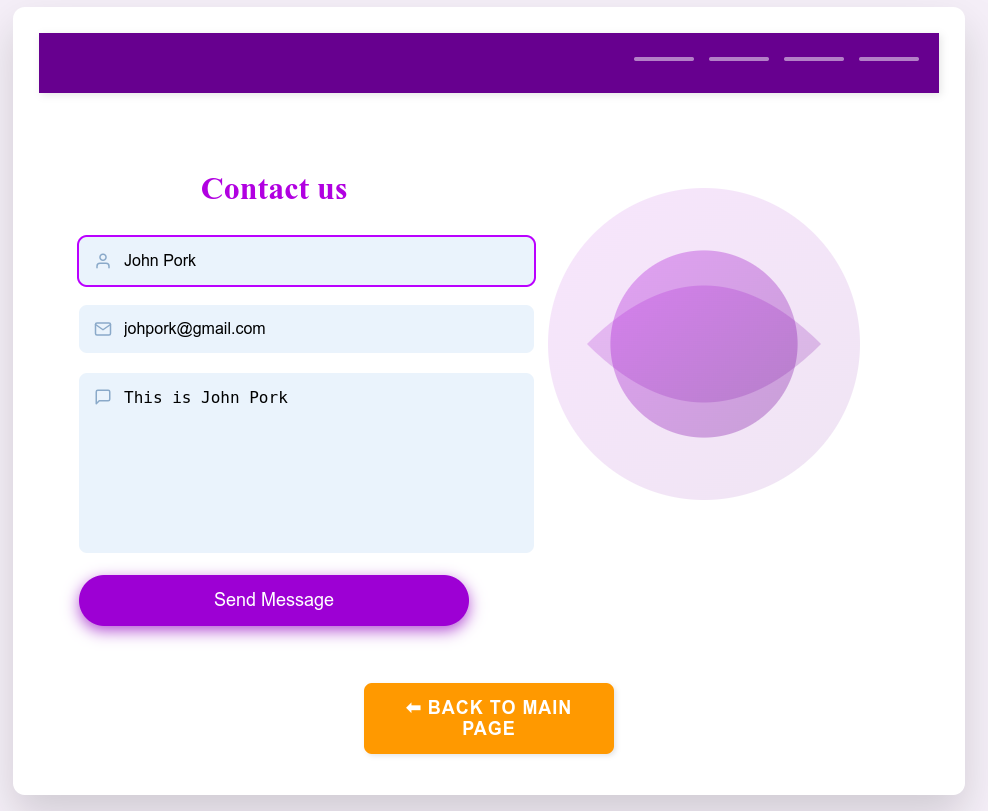 Contact us
John Pork
johpork@gmail.com
This is John Pork
Send Message
⬅ BACK TO MAIN
PAGE